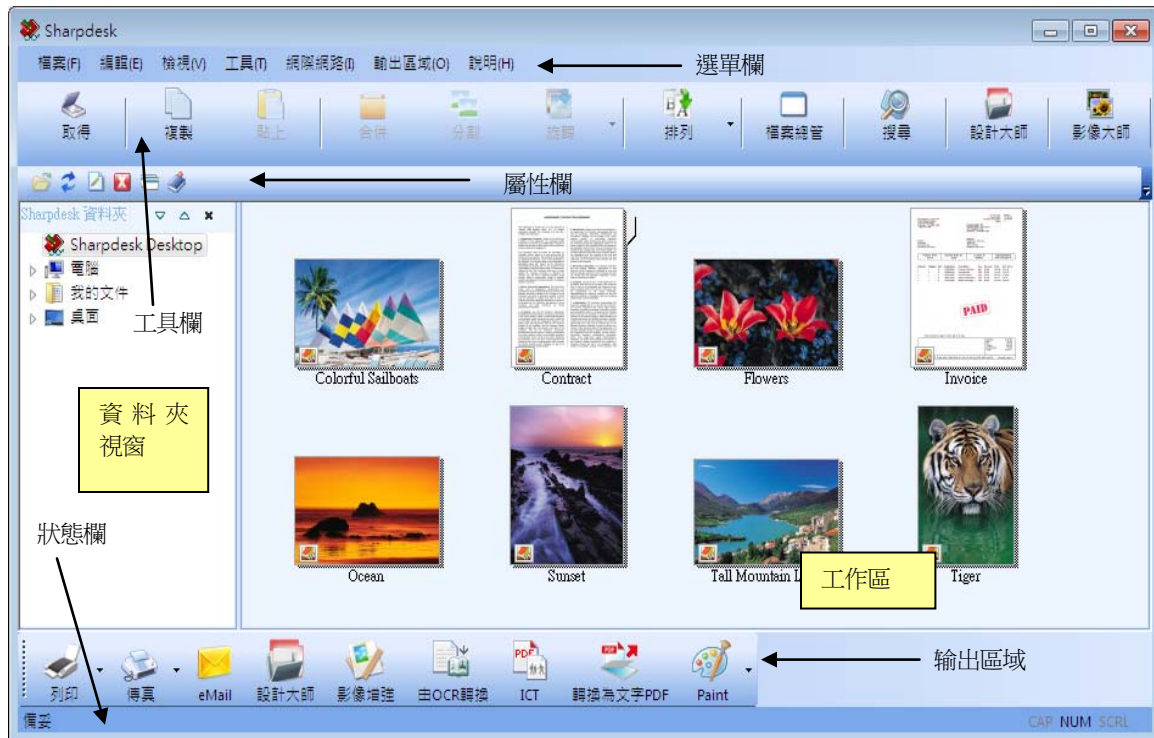 Sharpdesk
檔案(F) 編輯(E) 檢視(V) 工具(T) 網際網路(I) 輸出區域(O) 說明(H)
選單欄
取得 複製 貼上 合併 分割 旋轉 排列 檔案總管 搜尋 設計大師 影像大師
屬性欄
Sharpdesk 資料夾
Sharpdesk Desktop
電腦
我的文件
桌面
工具欄
PAID
Colorful Sailboats Contract Flowers Invoice
資料夾
視窗
狀態欄
Ocean Sunset Tall Mountain L Tiger
工作區
输出區域
列印 傳真 eMail 設計大師 影像增強 由OCR轉換 ICT 轉換為文字PDF Paint
備妥
CAP NUM SCRL